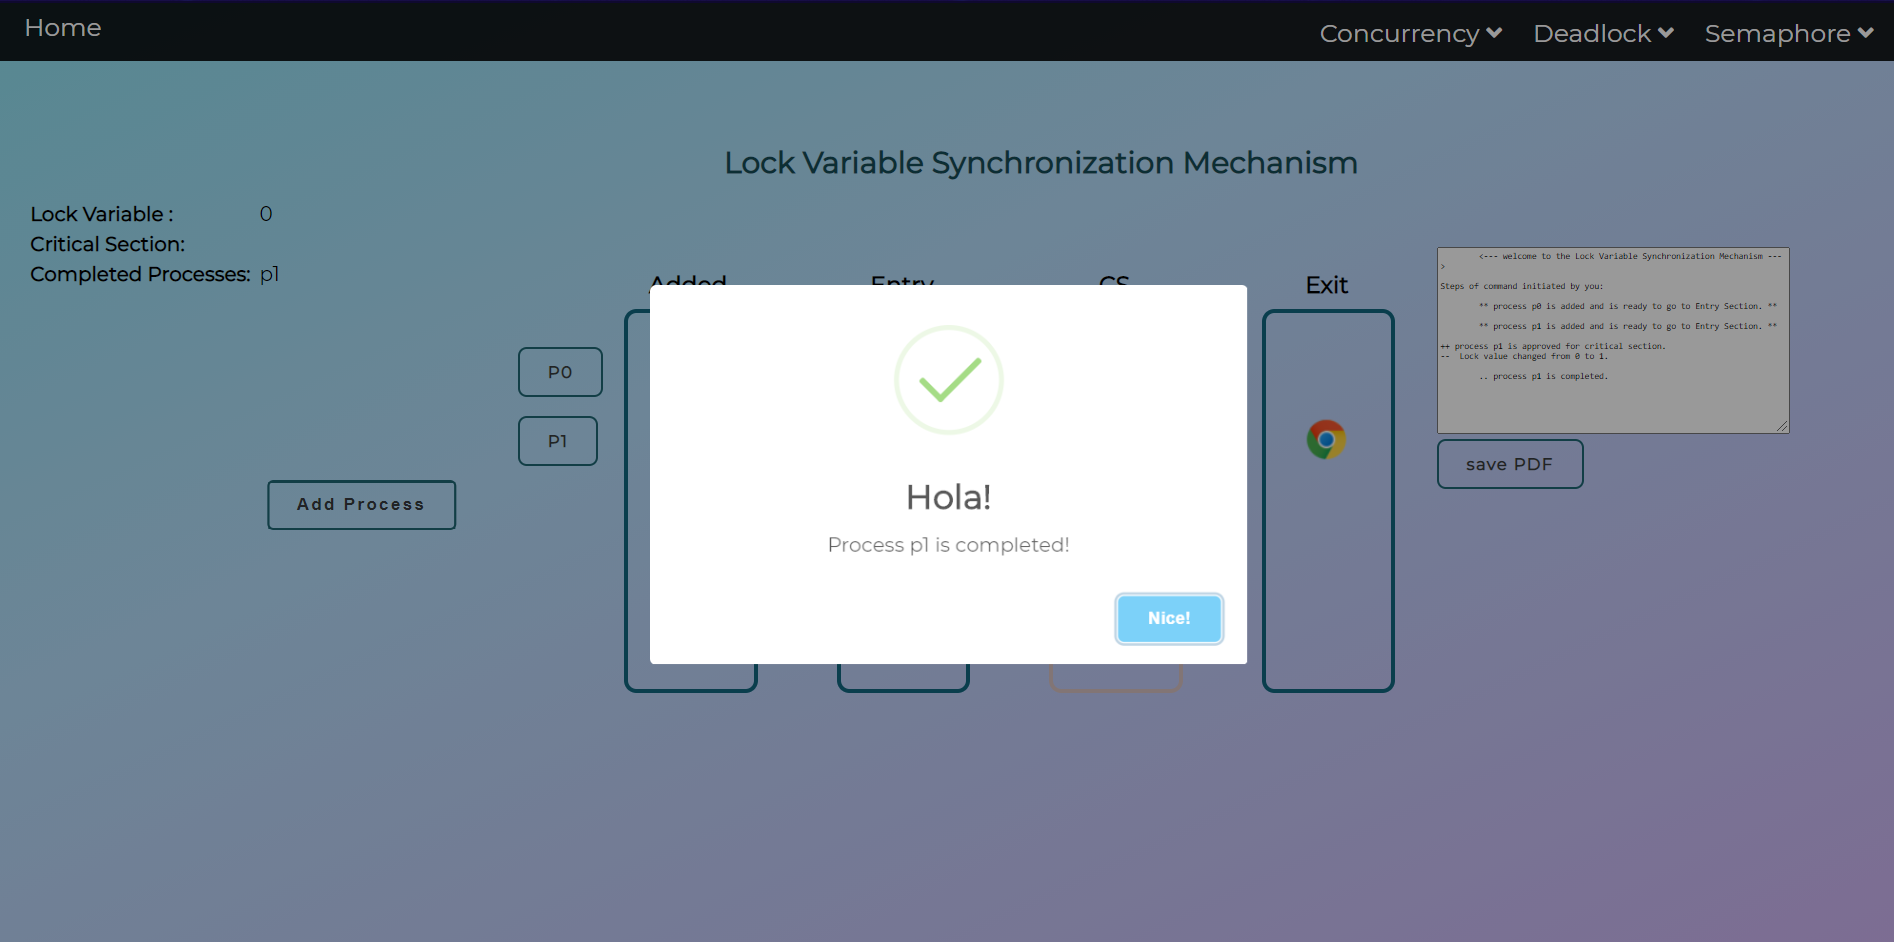 Home
Concurrency
Deadlock
Semaphore
Lock Variable Synchronization Mechanism
Lock Variable : 0
Critical Section:
Completed Processes: p1
Added
Entry
CS
Exit
P0
P1
Add Process
Hola!
Process p1 is completed!
Nice!
<--- welcome to the Lock Variable Synchronization Mechanism ---
>
Steps of command initiated by you:
** process p0 is added and is ready to go to Entry Section. **
** process p1 is added and is ready to go to Entry Section. **
++ process p1 is approved for critical section.
-- Lock value changed from 0 to 1.
.. process p1 is completed.
save PDF